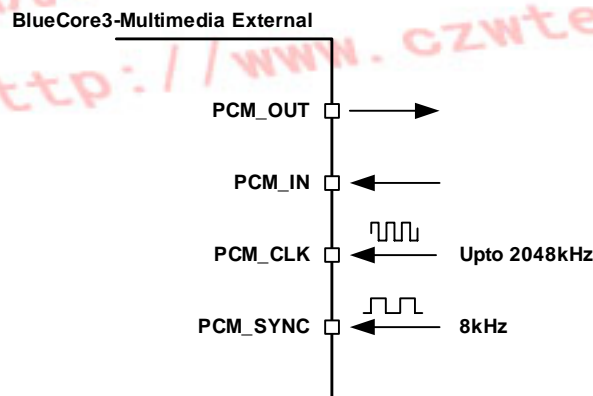 BlueCore3-Multimedia External
http://www.czwte
PCM_OUT
PCM_IN
PCM_CLK Upto 2048kHz
PCM_SYNC 8kHz